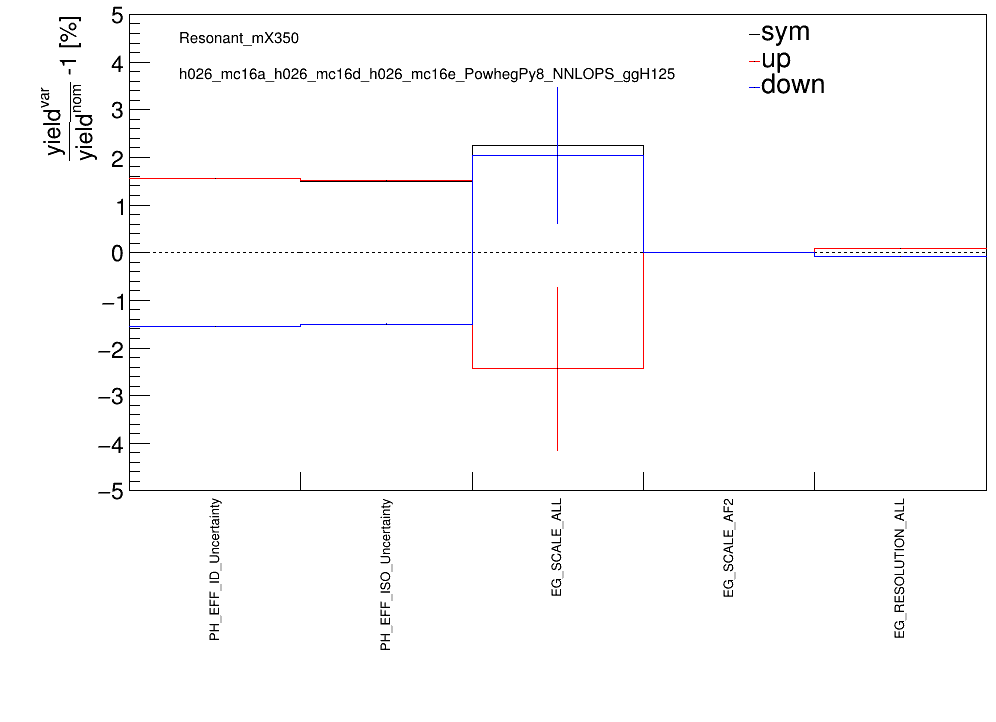 Resonant_mX350
h026_mc16a_h026_mc16d_h026_mc16e_PowhegPy8_NNLOPS_ggH125
sym
up
down
yield^var
yield^nom
-1 [%]
5
4
3
2
1
0
−1
−2
−3
−4
−5
PH_EFF_ID_Uncertainty
PH_EFF_ISO_Uncertainty
EG_SCALE_ALL
EG_SCALE_AF2
EG_RESOLUTION_ALL